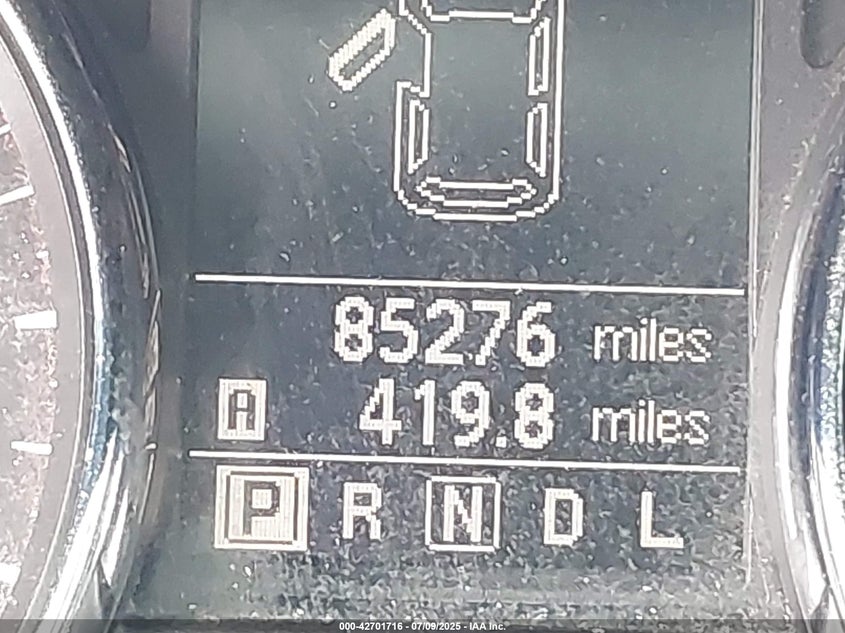 85276 miles
A 419.8 miles
P R N D L
000-42701716 - 07/09/2025 - IAA Inc.